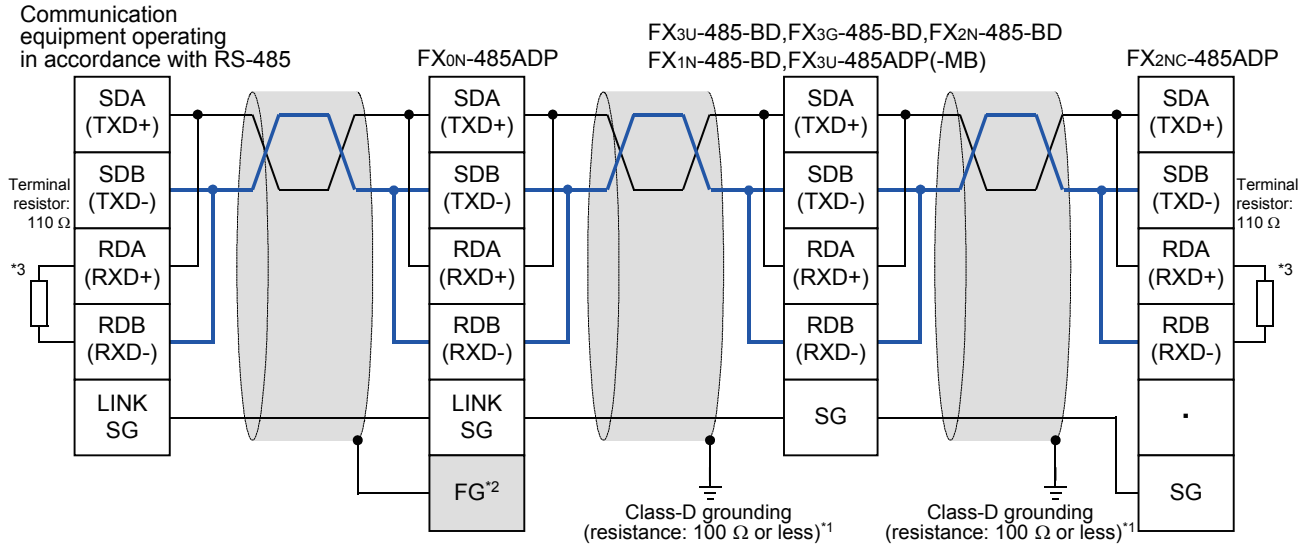 Communication
equipment operating
in accordance with RS-485
FX0N-485ADP
FX3U-485-BD,FX3G-485-BD,FX2N-485-BD
FX1N-485-BD,FX3U-485ADP(-MB)
FX2NC-485ADP
SDA
(TXD+)
SDB
(TXD-)
RDA
(RXD+)
RDB
(RXD-)
LINK
SG
Terminal
resistor:
110 Ω
*3
SDA
(TXD+)
SDB
(TXD-)
RDA
(RXD+)
RDB
(RXD-)
LINK
SG
FG*2
SDA
(TXD+)
SDB
(TXD-)
RDA
(RXD+)
RDB
(RXD-)
SG
Class-D grounding
(resistance: 100 Ω or less)*1
Class-D grounding
(resistance: 100 Ω or less)*1
SDA
(TXD+)
SDB
(TXD-)
RDA
(RXD+)
RDB
(RXD-)
.
SG
Terminal
resistor:
110 Ω
*3